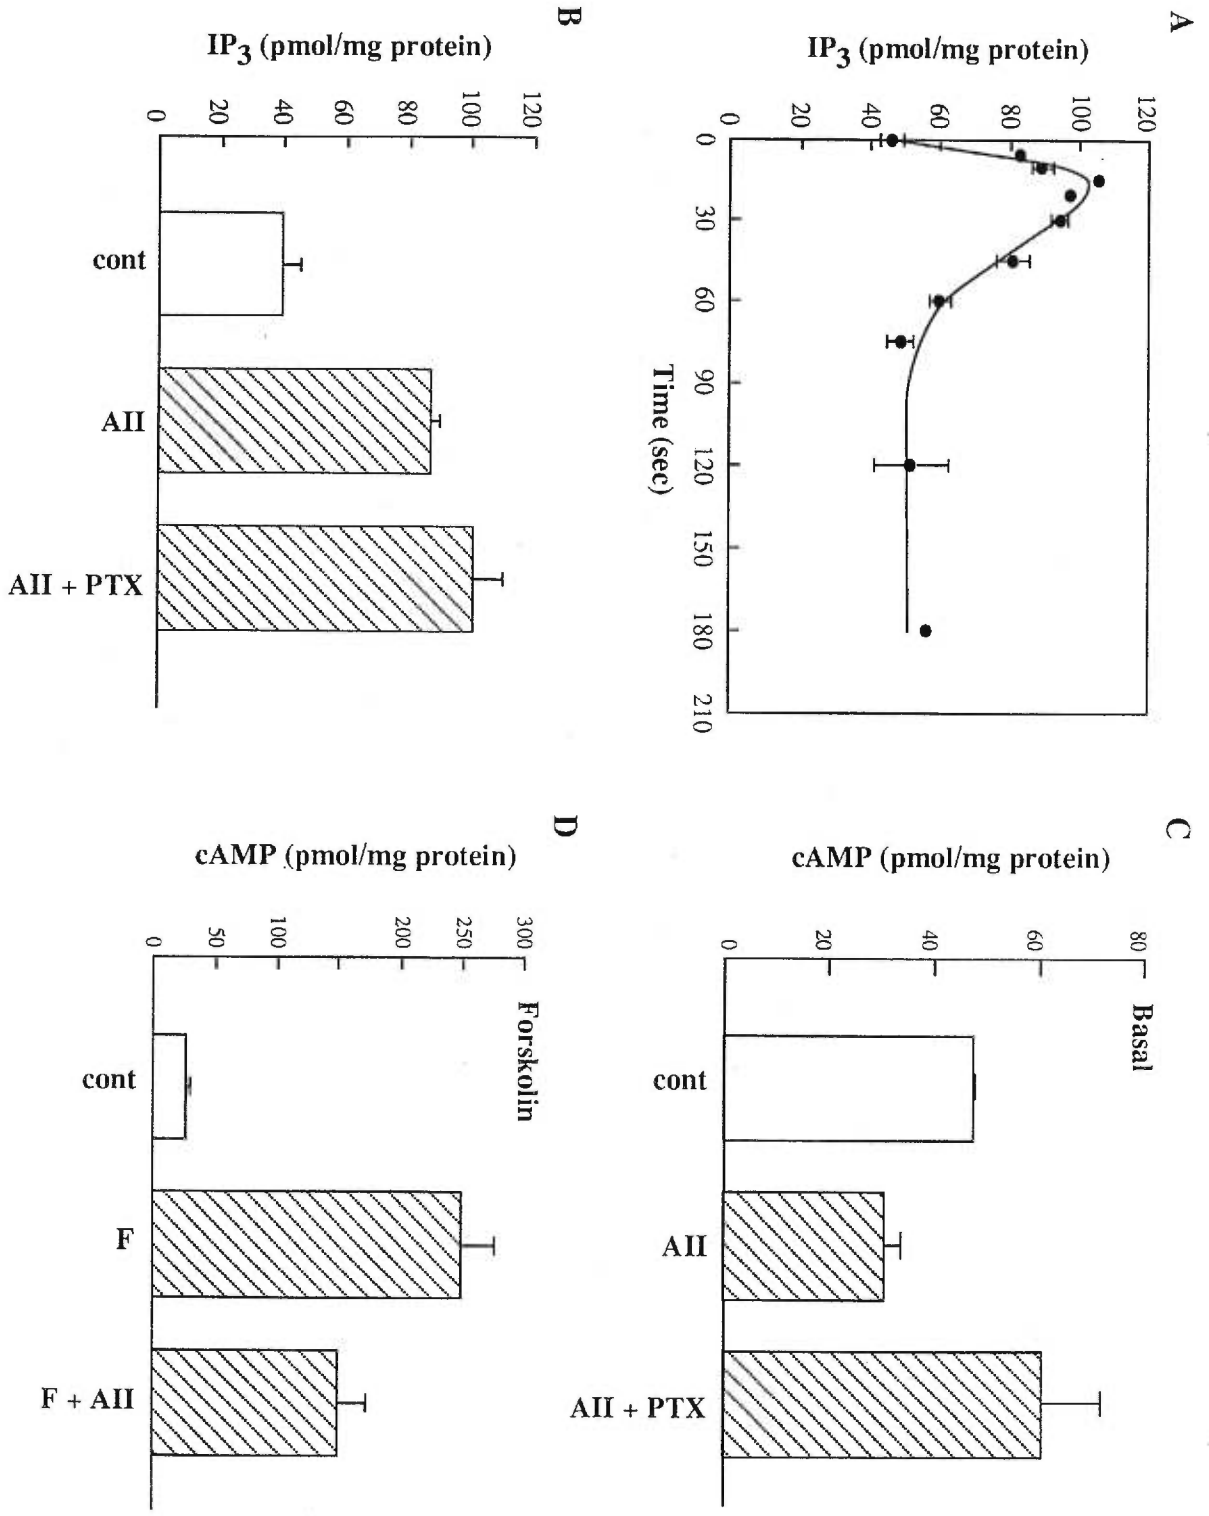 A
IP3 (pmol/mg protein)
120
100
80
60
40
20
0
0 30 60 90 120 150 180 210
Time (sec)
B
IP3 (pmol/mg protein)
120
100
80
60
40
20
0
cont
AII
AII + PTX
C
cAMP (pmol/mg protein)
80
60
40
20
0
Basal
cont
AII
AII + PTX
D
cAMP (pmol/mg protein)
300
250
200
100
50
0
Forskolin
cont
F
F + AII